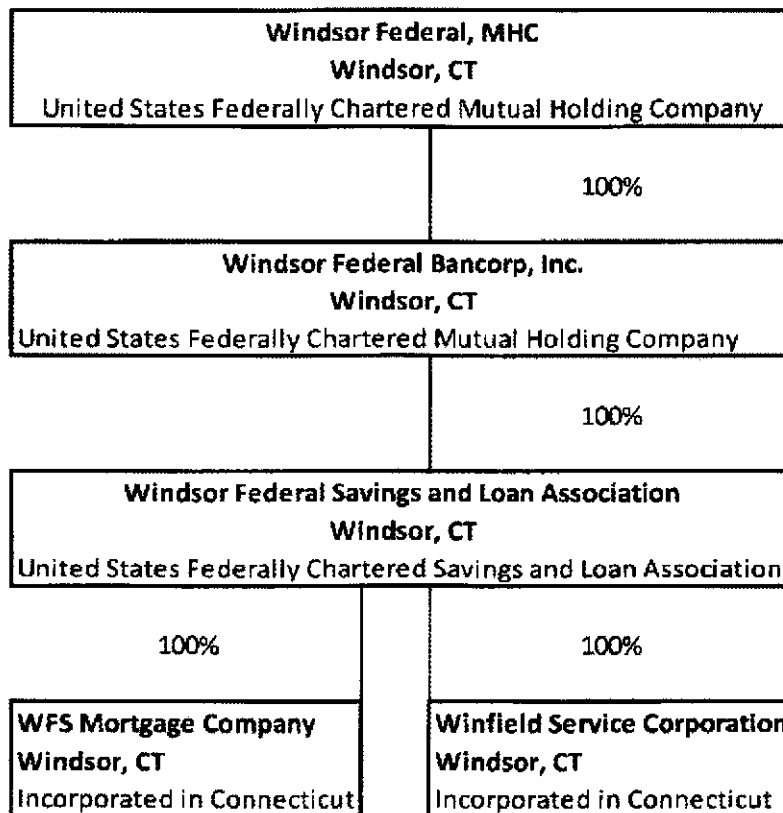 Windsor Federal, MHC
Windsor, CT
United States Federally Chartered Mutual Holding Company
100%
Windsor Federal Bancorp, Inc.
Windsor, CT
United States Federally Chartered Mutual Holding Company
100%
Windsor Federal Savings and Loan Association
Windsor, CT
United States Federally Chartered Savings and Loan Association
100%
100%
WFS Mortgage Company
Windsor, CT
Incorporated in Connecticut
Winfield Service Corporation
Windsor, CT
Incorporated in Connecticut